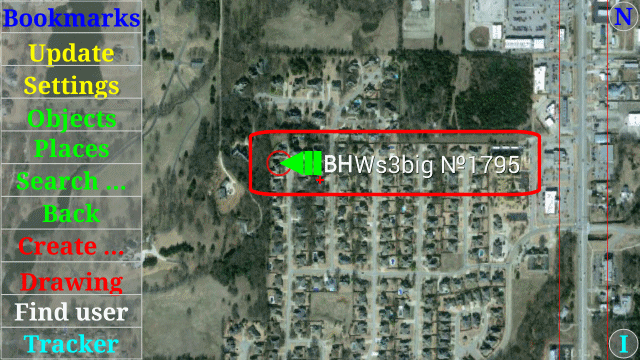 Bookmarks
Update
Settings
Objects
Places
Search ...
Back
Create ...
Drawing
Find user
Tracker
BHWs3big №1795
N
I